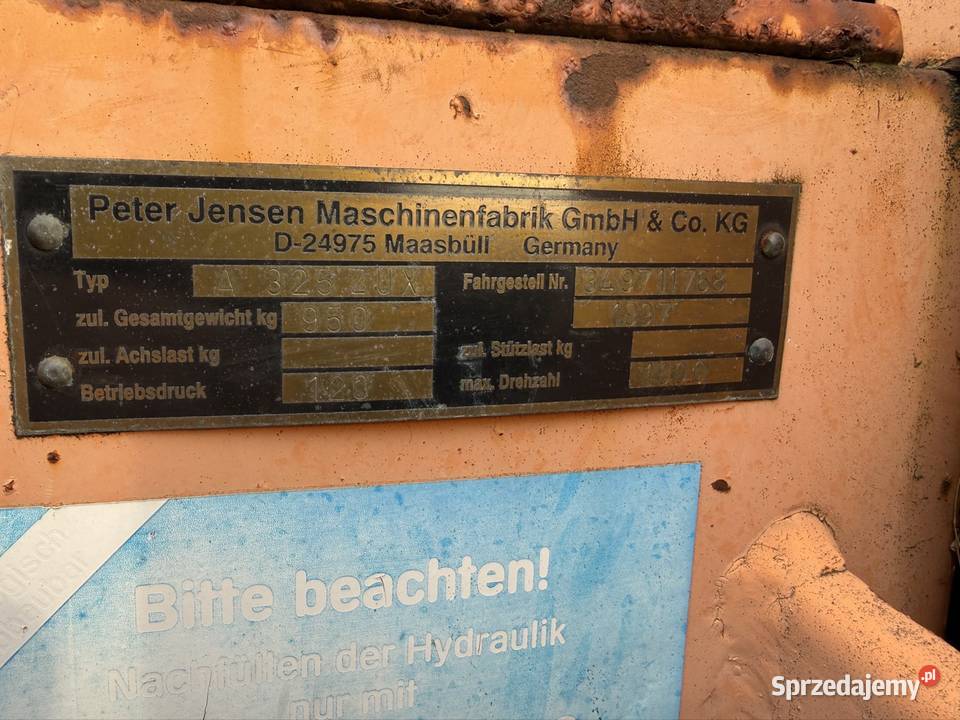 Peter Jensen Maschinenfabrik GmbH & Co. KG
D-24975 Maasbüll Germany
Typ A 325 ZUX Fahrgestell Nr.
zul. Gesamtgewicht kg 950 1997
zul. Achslast kg zul. Stützlast kg
Betriebsdruck 120 max. Drehzahl
Bitte beachten!
Nachfüllen der Hydraulik
nur mit
Sprzedajemy.pl